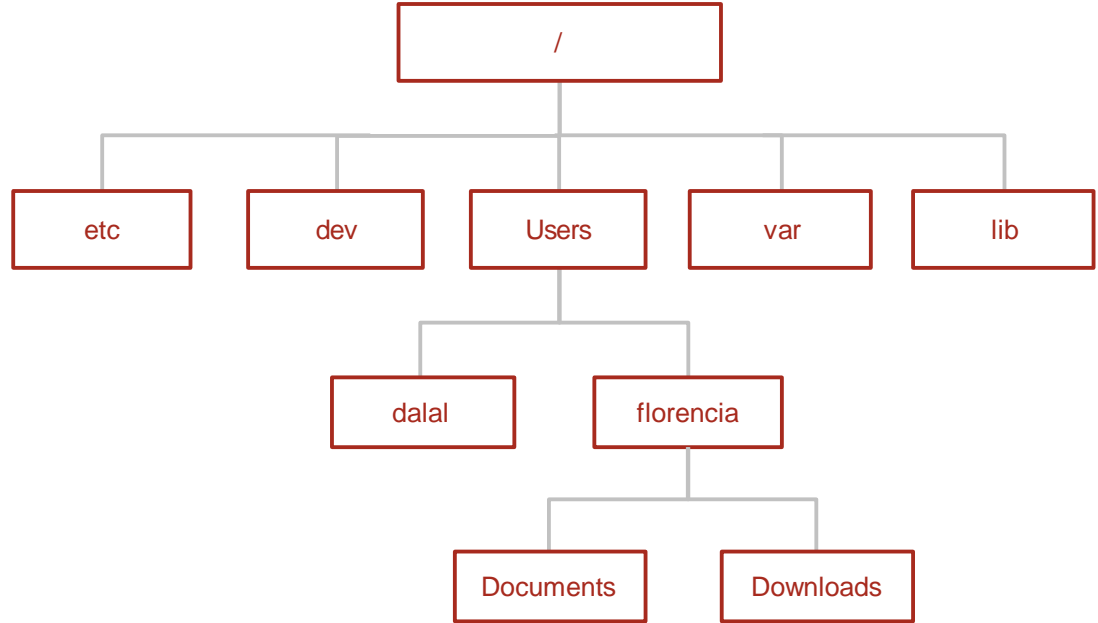 /
etc
dev
Users
var
lib
dalal
florencia
Documents
Downloads